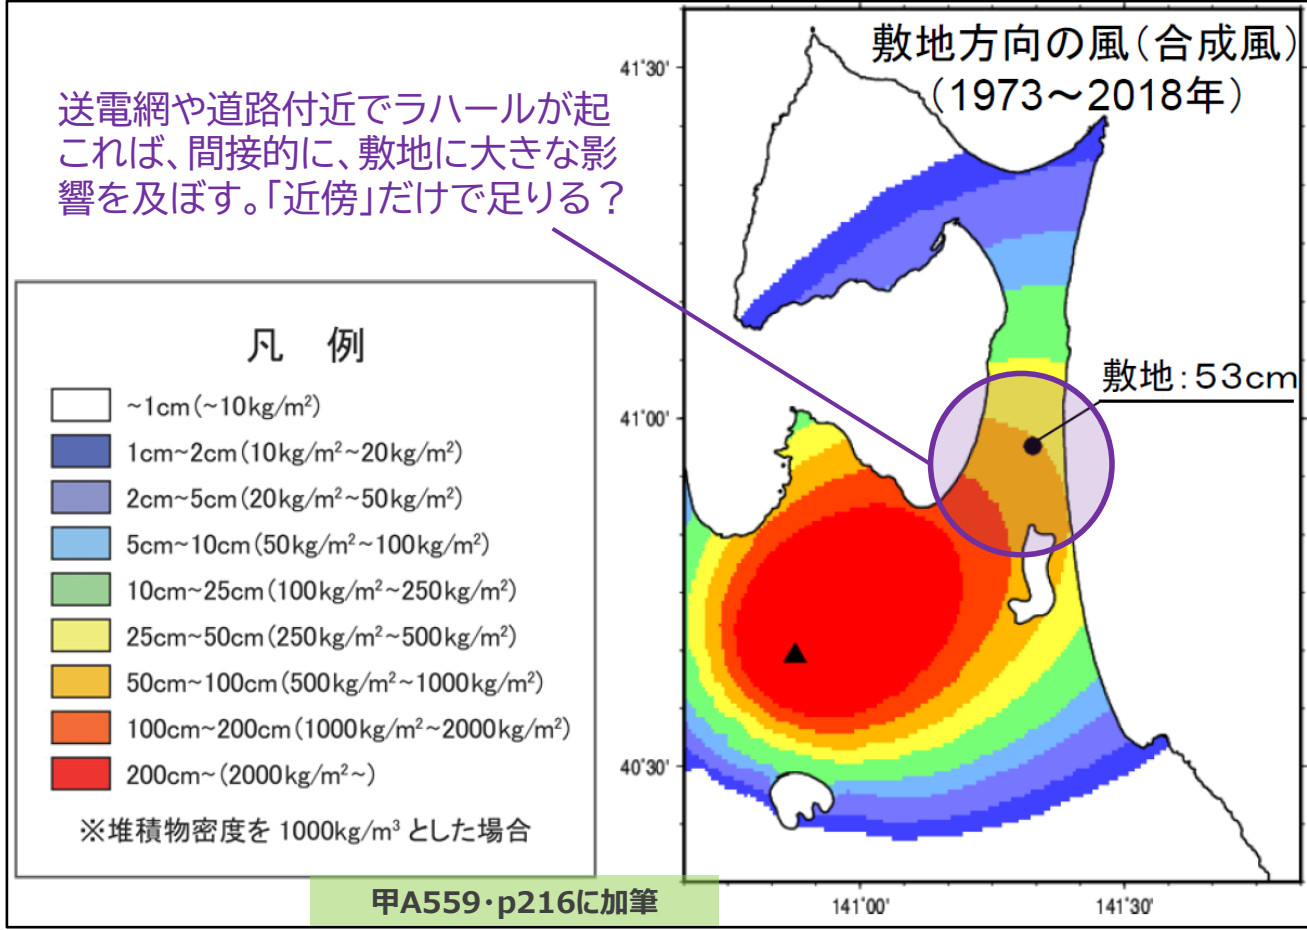 敷地方向の風(合成風)
(1973～2018年)
送電網や道路付近でラハールが起
これば、間接的に、敷地に大きな影
響を及ぼす。「近傍」だけで足りる？
凡 例
~1cm(~10kg/m²)
1cm~2cm(10kg/m²~20kg/m²)
2cm~5cm(20kg/m²~50kg/m²)
5cm~10cm(50kg/m²~100kg/m²)
10cm~25cm(100kg/m²~250kg/m²)
25cm~50cm(250kg/m²~500kg/m²)
50cm~100cm(500kg/m²~1000kg/m²)
100cm~200cm(1000kg/m²~2000kg/m²)
200cm~(2000kg/m²~)
※堆積物密度を 1000kg/m³ とした場合
甲A559・p216に加筆
41°30'
41°00'
40°30'
敷地：53cm
141°00'
141°30'